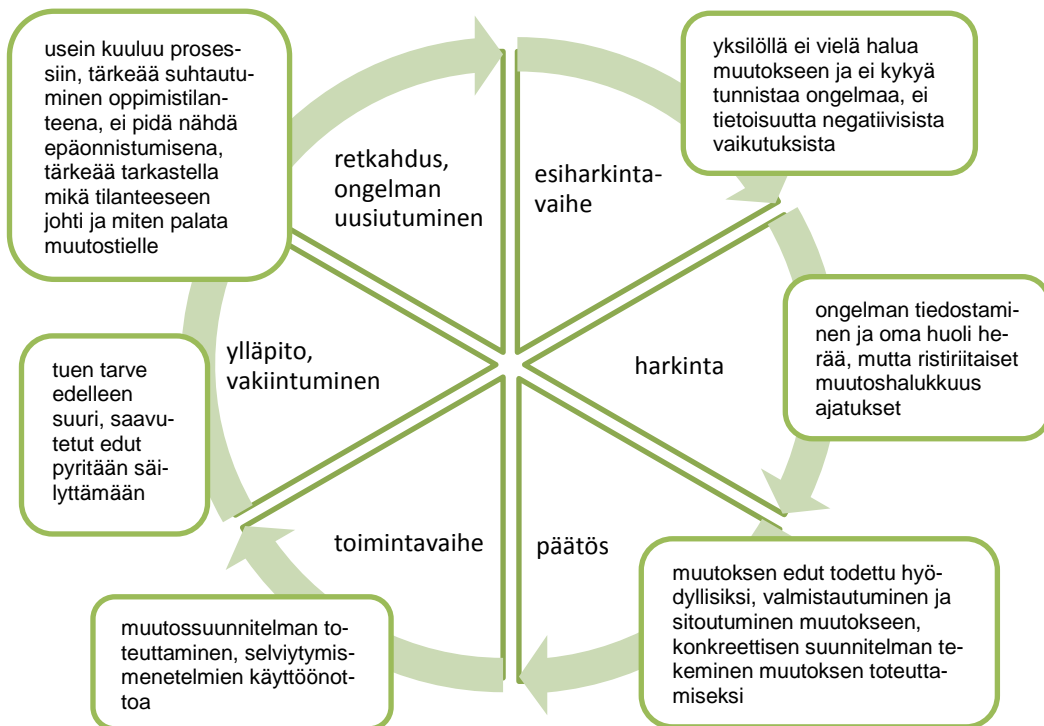 usein kuuluu proses-
siin, tärkeää suhtautu-
minen oppimistilan-
teena, ei pidä nähdä
epäonnistumisena,
tärkeää tarkastella
mikä tilanteeseen
johti ja miten palata
muutostielle
retkahdus,
ongelman
uusiutuminen
esiharkinta-
vaihe
yksilöllä ei vielä halua
muutokseen ja ei kykyä
tunnistaa ongelmaa, ei
tietoisuutta negatiivisista
vaikutuksista
tuen tarve
edelleen
suuri, saavu-
tetut edut
pyritään säi-
lyttämään
ylläpito,
vakiintuminen
harkinta
ongelman tiedostami-
nen ja oma huoli he-
rää, mutta ristiriitaiset
muutoshalukkuus
ajatukset
toimintavaihe
päätös
muutossuunnitelman to-
teuttaminen, selviytymis-
menetelmien käyttöönot-
toa
muutoksen edut todettu hyö-
dyllisiksi, valmistautuminen ja
sitoutuminen muutokseen,
konkreettisen suunnitelman te-
keminen muutoksen toteutta-
miseksi